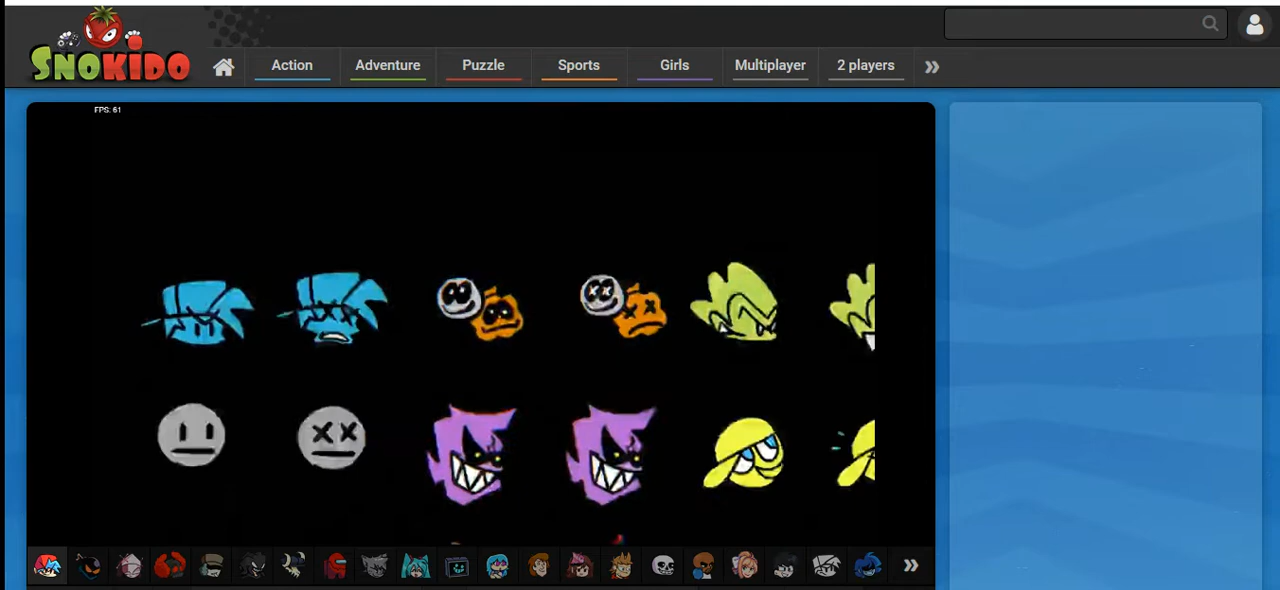 SNOKIDO
Action Adventure Puzzle Sports Girls Multiplayer 2 players »
FPS: 61
»